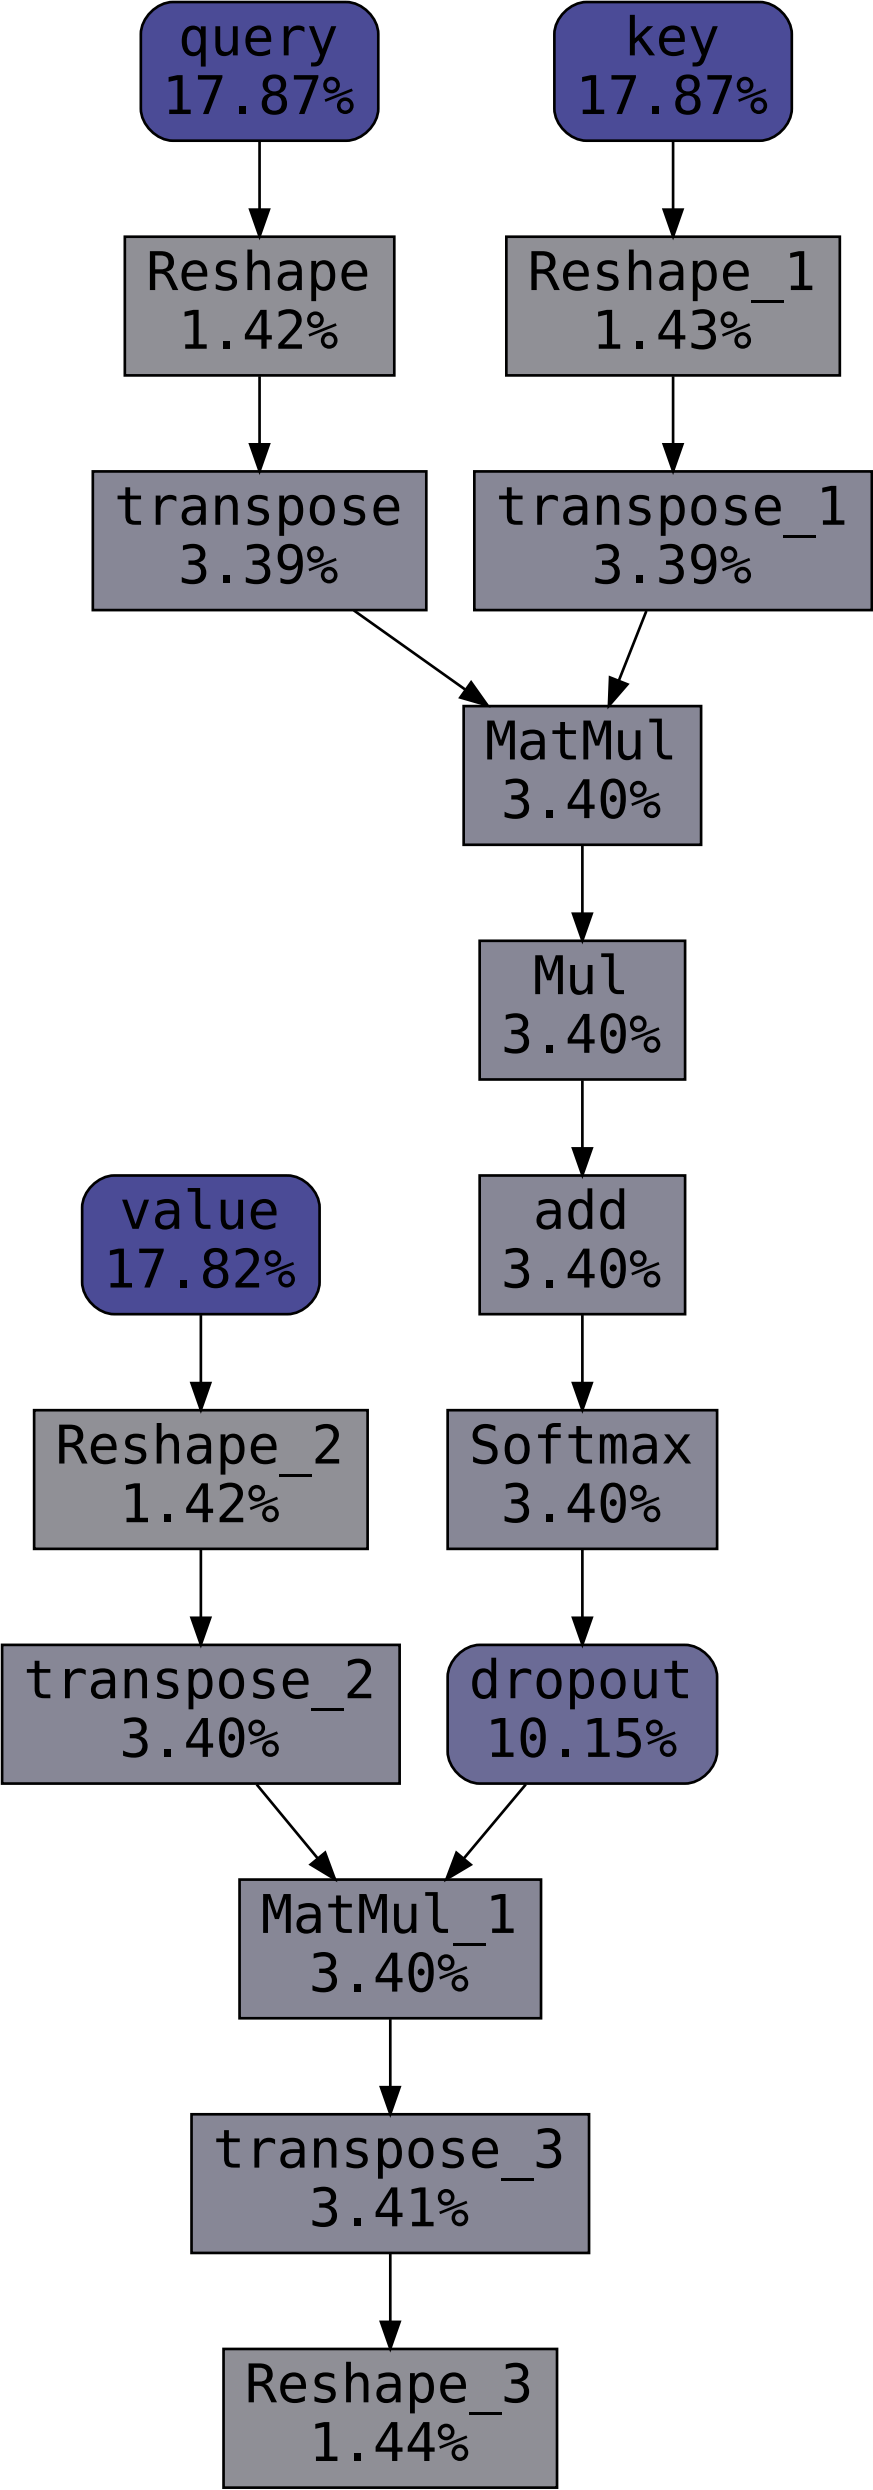 query
17.87%
key
17.87%
Reshape
1.42%
Reshape_1
1.43%
transpose
3.39%
transpose_1
3.39%
MatMul
3.40%
Mul
3.40%
value
17.82%
add
3.40%
Reshape_2
1.42%
Softmax
3.40%
transpose_2
3.40%
dropout
10.15%
MatMul_1
3.40%
transpose_3
3.41%
Reshape_3
1.44%